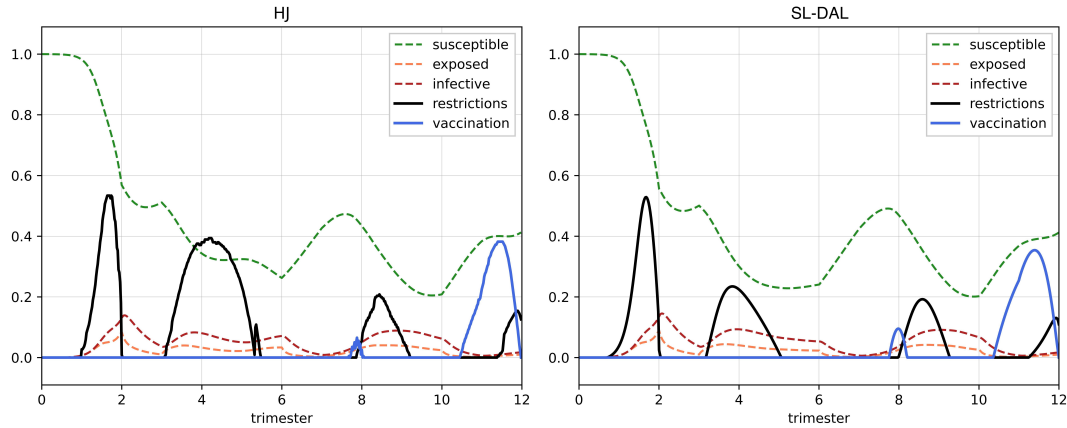 HJ
1.0
0.8
0.6
0.4
0.2
0.0
susceptible
exposed
infective
restrictions
vaccination
0 2 4 6 8 10 12
trimester
SL-DAL
1.0
0.8
0.6
0.4
0.2
0.0
susceptible
exposed
infective
restrictions
vaccination
0 2 4 6 8 10 12
trimester